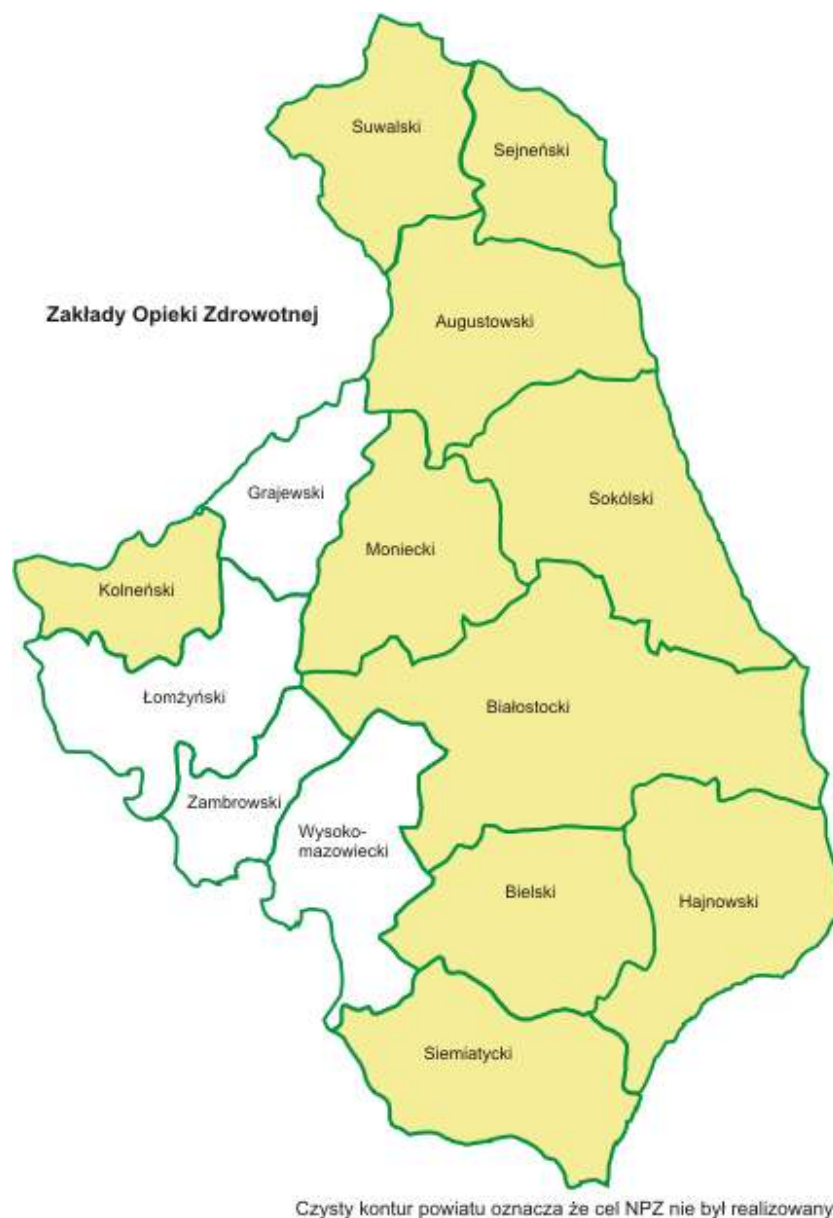 Suwalski
Sejneński
Zakłady Opieki Zdrowotnej
Augustowski
Grajewski
Sokólski
Moniecki
Kolneński
Łomżyński
Białostocki
Zambrowski
Wysoko-
mazowiecki
Bielski
Hajnowski
Siemiatycki
Czysty kontur powiatu oznacza że cel NPZ nie był realizowany